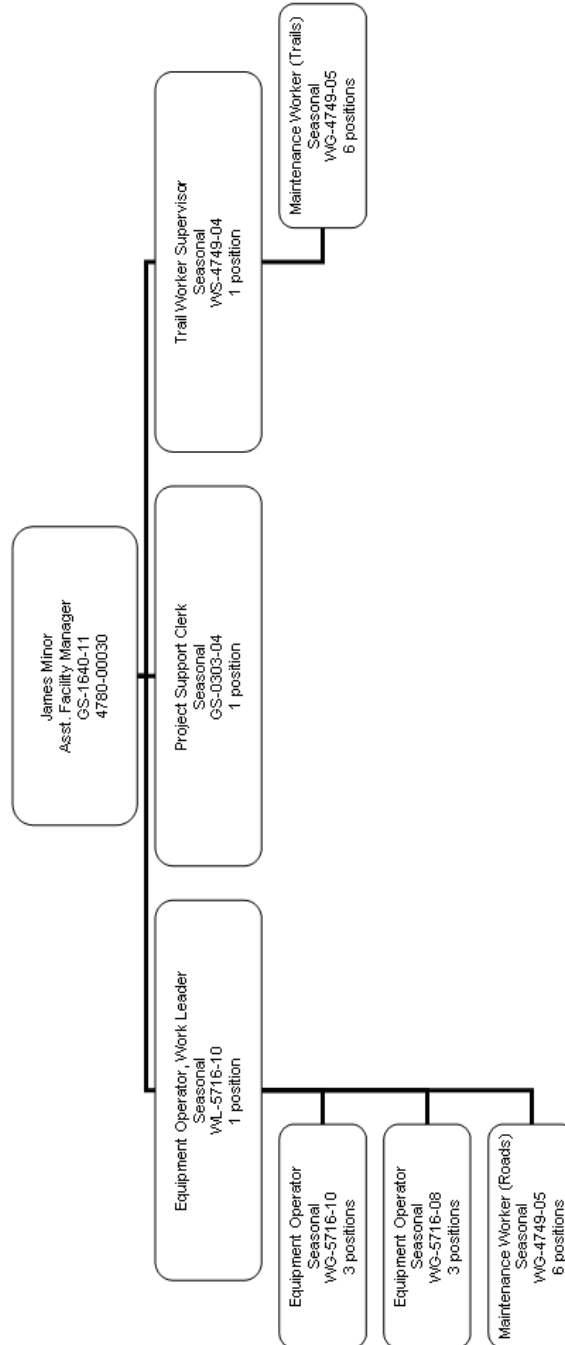 James Minor
Asst. Facility Manager
GS-1640-11
4780-00030
Equipment Operator, Work Leader
Seasonal
WL-5716-10
1 position
Project Support Clerk
Seasonal
GS-0303-04
1 position
Trail Worker Supervisor
Seasonal
WS-4749-04
1 position
Equipment Operator
Seasonal
WG-5716-10
3 positions
Equipment Operator
Seasonal
WG-5716-08
3 positions
Maintenance Worker (Roads)
Seasonal
WG-4749-05
6 positions
Maintenance Worker (Trails)
Seasonal
WG-4749-05
6 positions